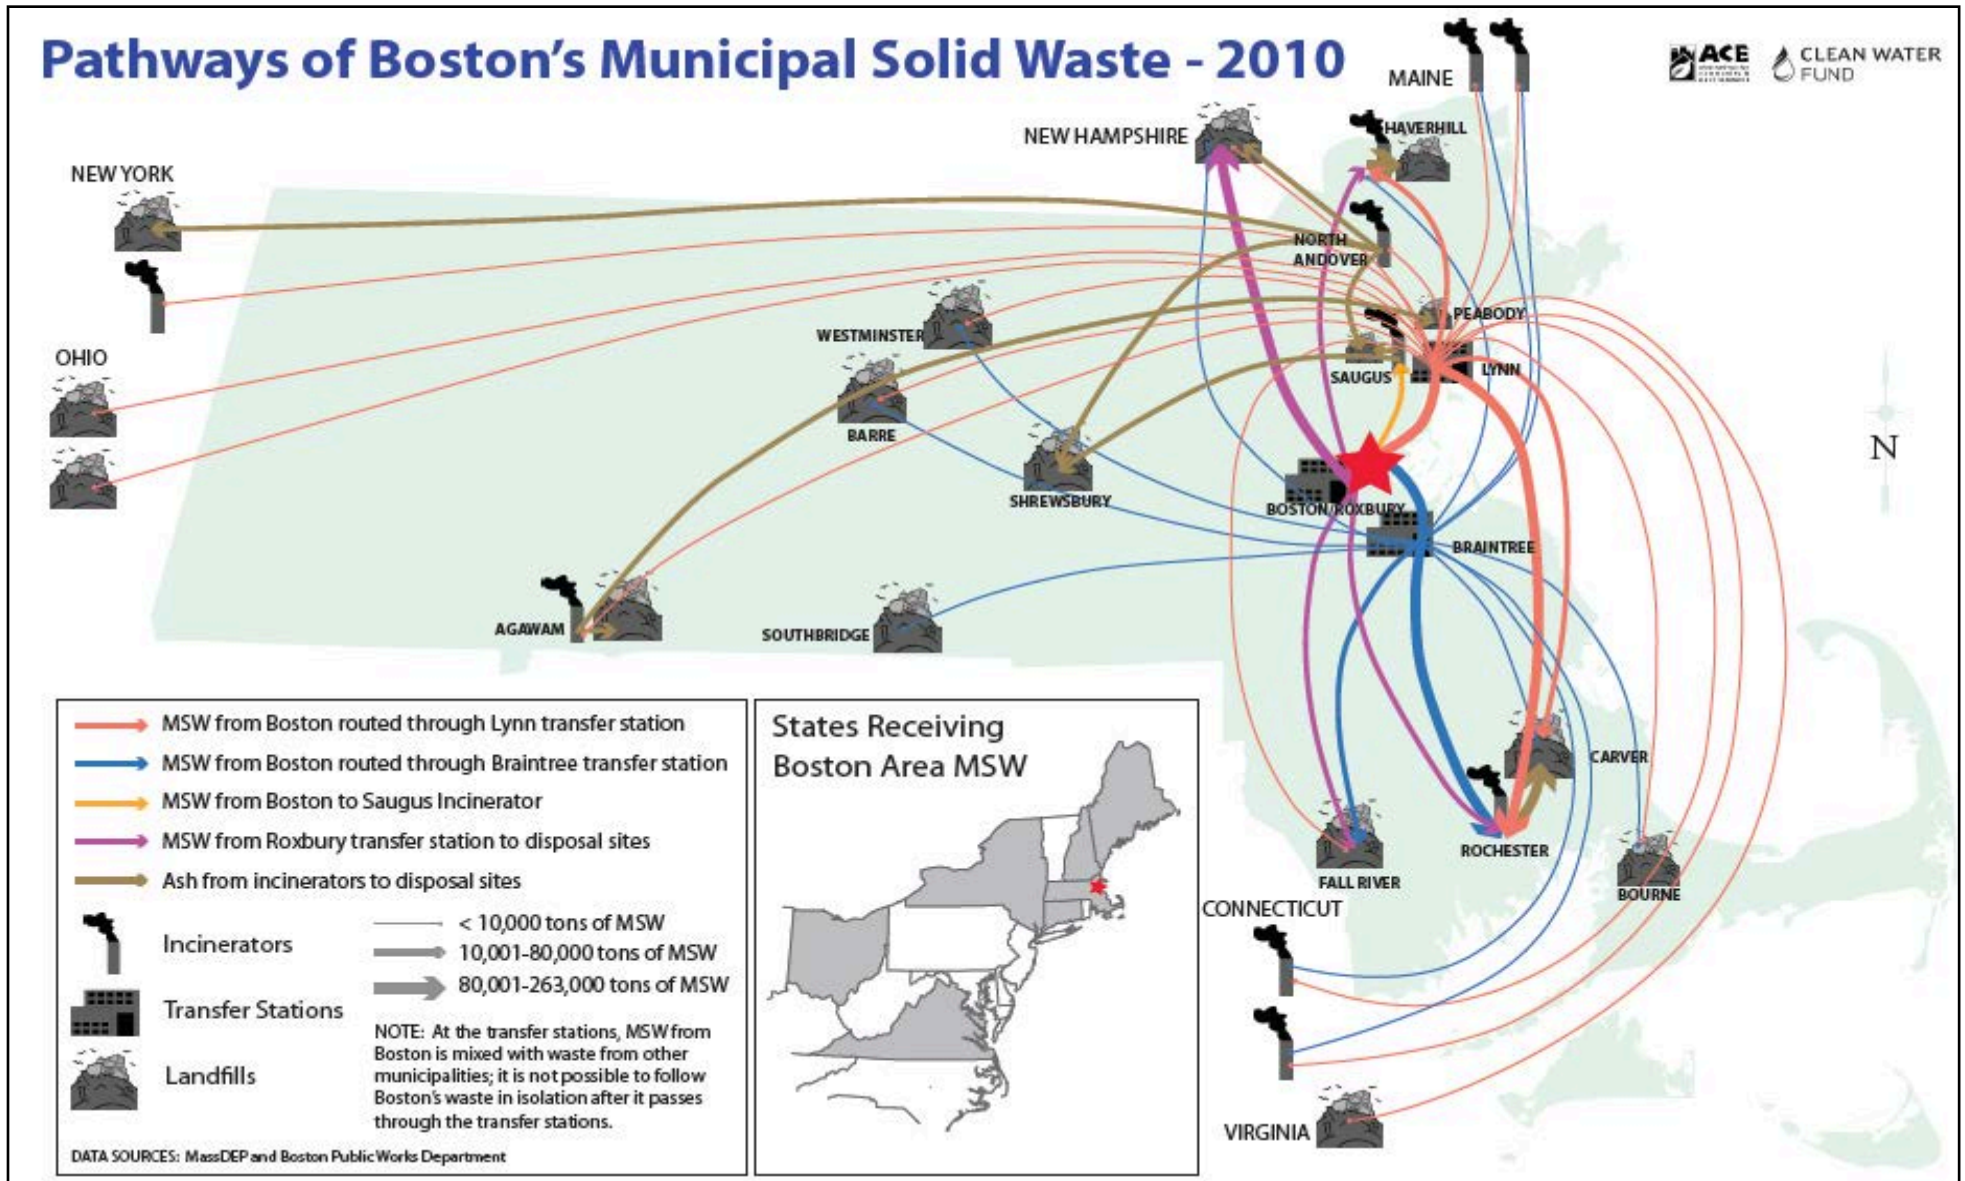 Pathways of Boston's Municipal Solid Waste - 2010
ACE
CLEAN WATER
FUND
MAINE
NEW HAMPSHIRE
HAVERHILL
NEW YORK
NORTH
ANDOVER
PEABODY
WESTMINSTER
OHIO
SAUGUS
LYNN
BARRE
N
SHREWSBURY
BOSTON/ROXBURY
BRAINTREE
AGAWAM
SOUTHBRIDGE
CARVER
ROCHESTER
FALL RIVER
BOURNE
CONNECTICUT
VIRGINIA
MSW from Boston routed through Lynn transfer station
MSW from Boston routed through Braintree transfer station
MSW from Boston to Saugus Incinerator
MSW from Roxbury transfer station to disposal sites
Ash from incinerators to disposal sites
Incinerators
Transfer Stations
Landfills
< 10,000 tons of MSW
10,001-80,000 tons of MSW
80,001-263,000 tons of MSW
NOTE: At the transfer stations, MSW from
Boston is mixed with waste from other
municipalities; it is not possible to follow
Boston's waste in isolation after it passes
through the transfer stations.
DATA SOURCES: MassDEP and Boston Public Works Department
States Receiving
Boston Area MSW